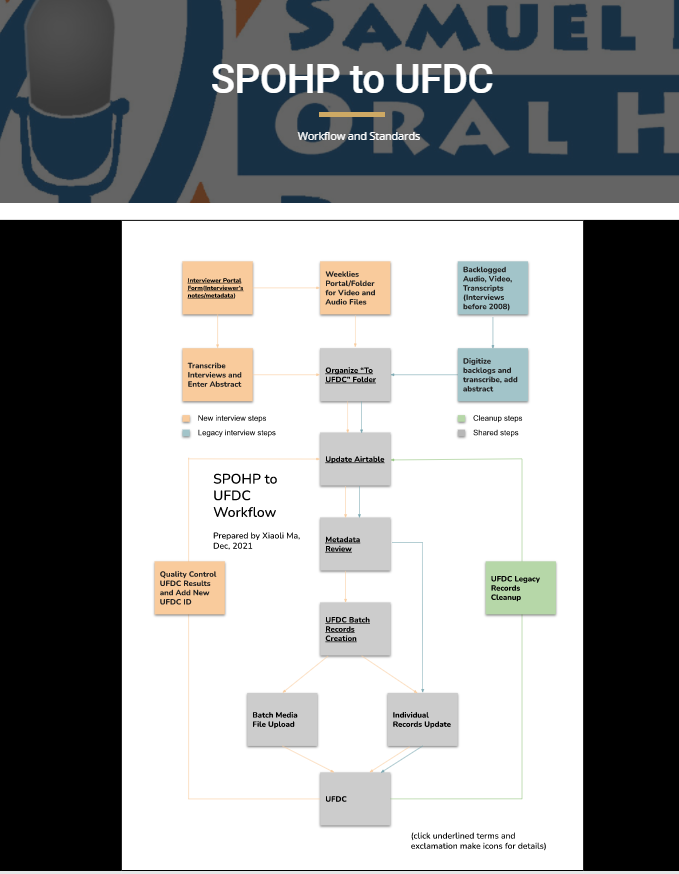 SAMUEL
SPOHP to UFDC
ORAL H
Workflow and Standards
Interviewer Portal
Form(Interviewer's
notes/metadata)
Weeklies
Portal/Folder
for Video and
Audio Files
Backlogged
Audio, Video,
Transcripts
(Interviews
before 2008)
Transcribe
Interviews and
Enter Abstract
Organize "To
UFDC" Folder
Digitize
backlogs and
transcribe, add
abstract
New interview steps
Legacy interview steps
Cleanup steps
Shared steps
Update Airtable
SPOHP to
UFDC
Workflow
Prepared by Xiaoli Ma,
Dec, 2021
Metadata
Review
Quality Control
UFDC Results
and Add New
UFDC ID
UFDC Legacy
Records
Cleanup
UFDC Batch
Records
Creation
Batch Media
File Upload
Individual
Records Update
UFDC
(click underlined terms and
exclamation make icons for details)